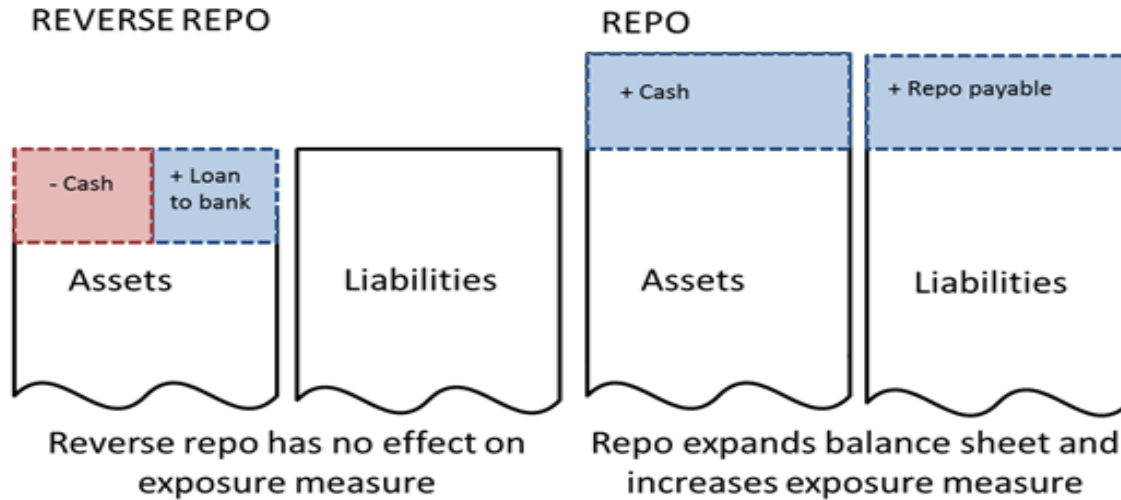 REVERSE REPO
- Cash
+ Loan
to bank
Assets
Liabilities
Reverse repo has no effect on
exposure measure
REPO
+ Cash
+ Repo payable
Assets
Liabilities
Repo expands balance sheet and
increases exposure measure